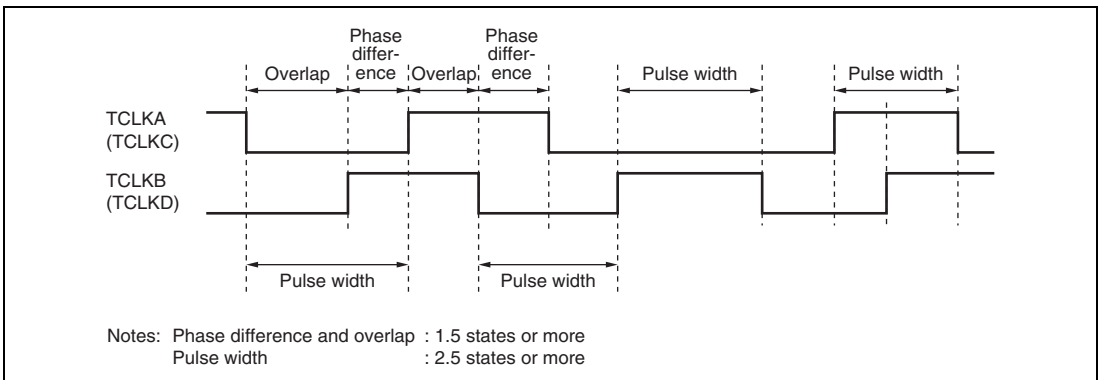 Phase
differ-
ence
Phase
differ-
ence
Overlap
Overlap
Pulse width
Pulse width
TCLKA
(TCLKC)
TCLKB
(TCLKD)
Pulse width
Pulse width
Notes: Phase difference and overlap : 1.5 states or more
Pulse width : 2.5 states or more